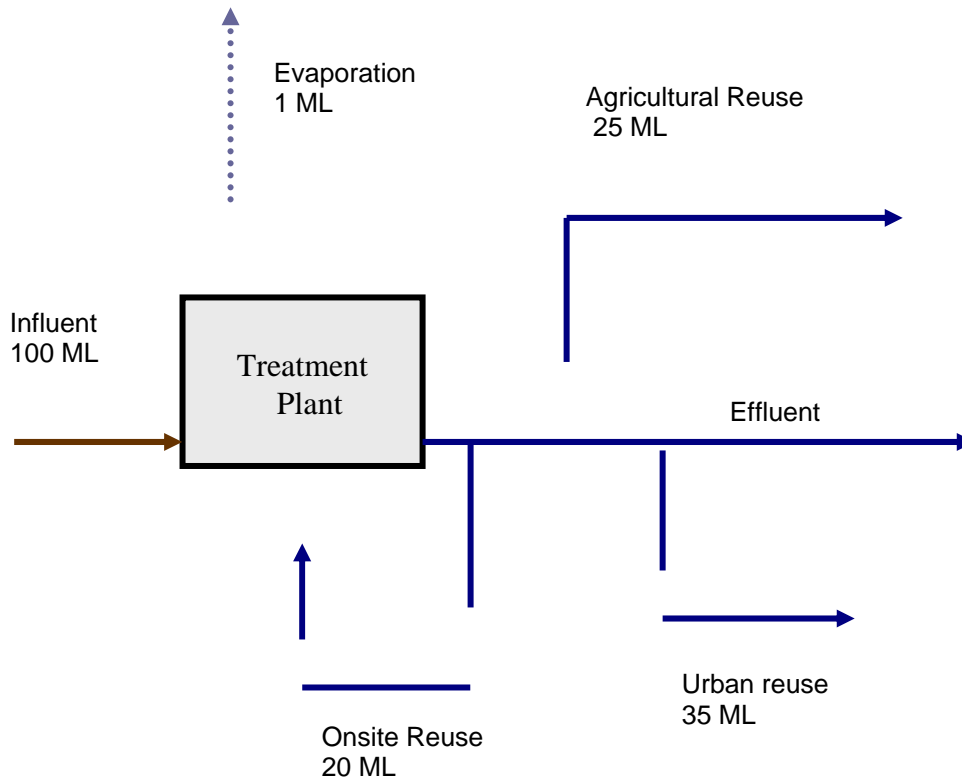 Evaporation
1 ML
Agricultural Reuse
25 ML
Influent
100 ML
Treatment
Plant
Effluent
Urban reuse
35 ML
Onsite Reuse
20 ML